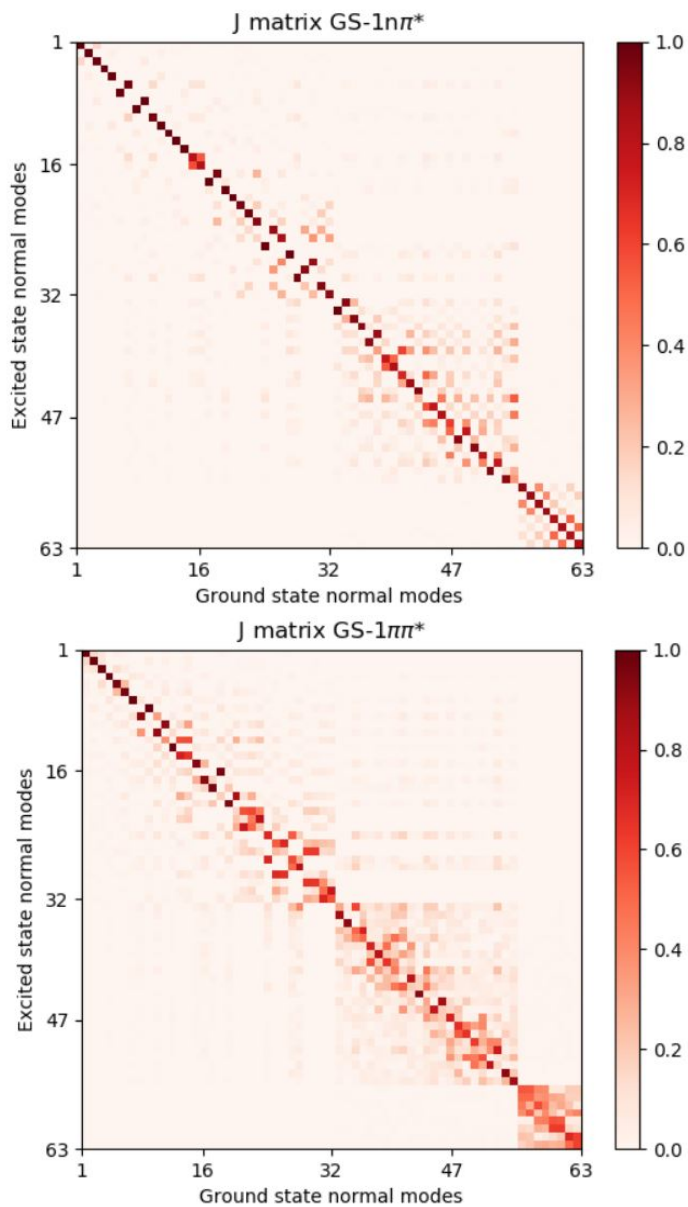 J matrix GS-1nπ*
Excited state normal modes
1
16
32
47
63
1 16 32 47 63
Ground state normal modes
1.0
0.8
0.6
0.4
0.2
0.0
J matrix GS-1ππ*
Excited state normal modes
1
16
32
47
63
1 16 32 47 63
Ground state normal modes
1.0
0.8
0.6
0.4
0.2
0.0